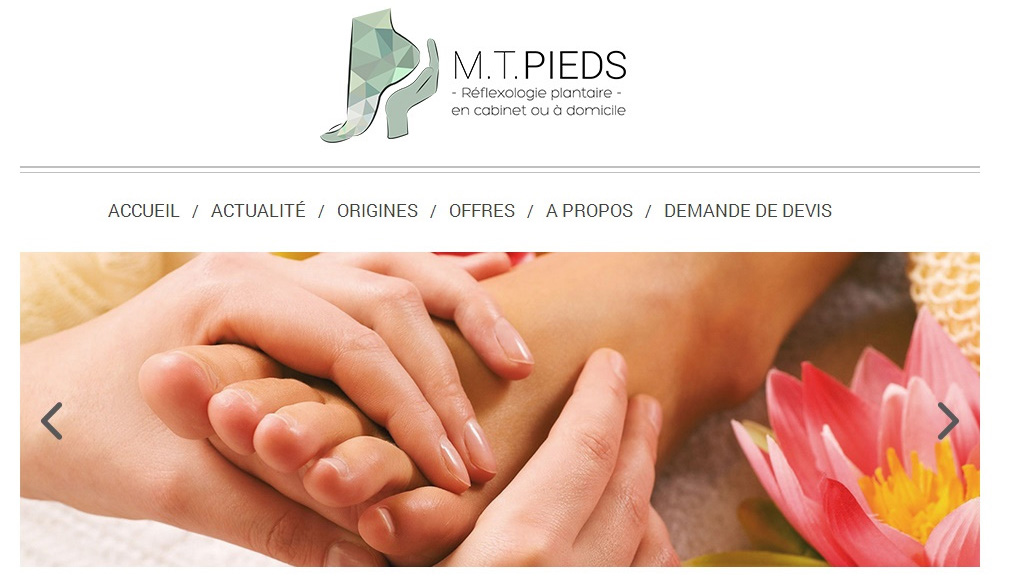 M.T.PIEDS
- Réflexologie plantaire -
en cabinet ou à domicile
ACCUEIL / ACTUALITÉ / ORIGINES / OFFRES / A PROPOS / DEMANDE DE DEVIS